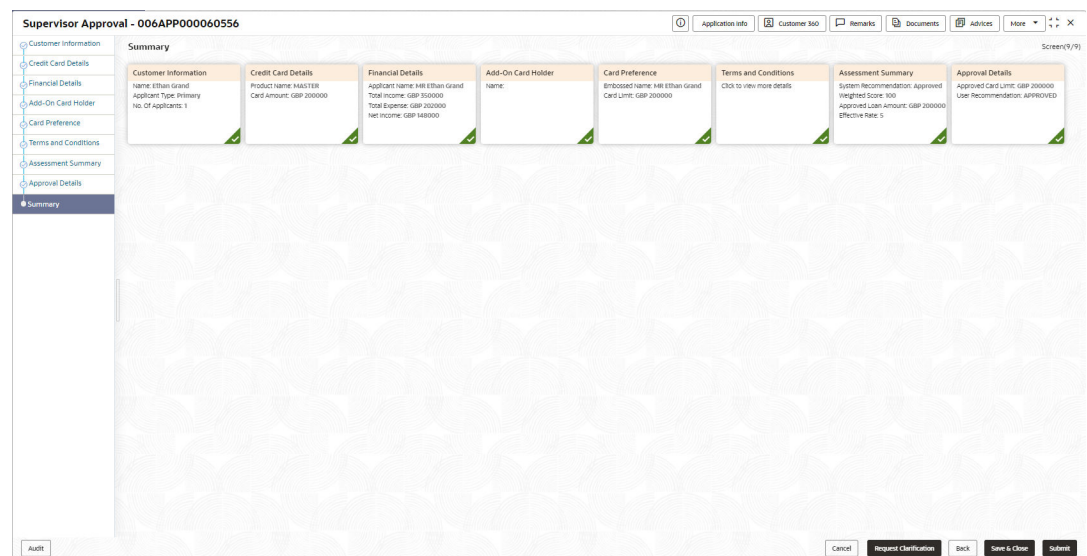 Supervisor Approval - 006APP000060556
Application Info
Customer 360
Remarks
Documents
Advices
More
Customer Information
Credit Card Details
Financial Details
Add-On Card Holder
Card Preference
Terms and Conditions
Assessment Summary
Approval Details
Summary
Summary
Screen(9/9)
Customer Information
Name: Ethan Grand
Applicant Type: Primary
No. Of Applicants: 1
Credit Card Details
Product Name: MASTER
Card Amount: GBP 200000
Financial Details
Applicant Name: MR Ethan Grand
Total Income: GBP 350000
Total Expense: GBP 202000
Net Income: GBP 148000
Add-On Card Holder
Name:
Card Preference
Embossed Name: MR Ethan Grand
Card Limit: GBP 200000
Terms and Conditions
Click to view more details
Assessment Summary
System Recommendation: Approved
Weighted Score: 100
Approved Loan Amount: GBP 200000
Effective Rate: 5
Approval Details
Approved Card Limit: GBP 200000
User Recommendation: APPROVED
Audit
Cancel
Request Clarification
Back
Save & Close
Submit